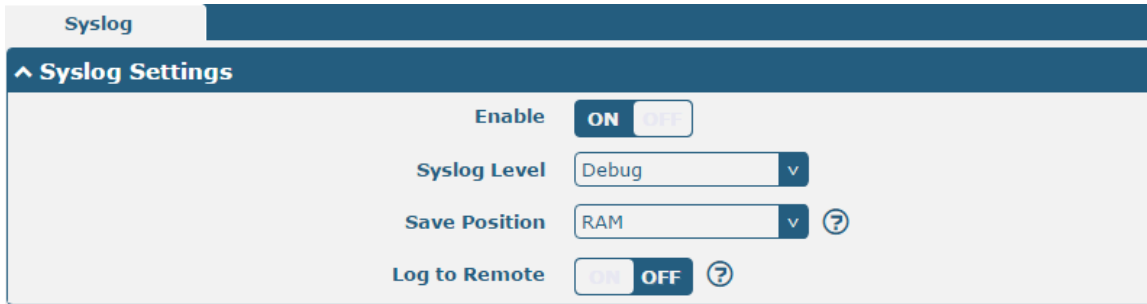 Syslog
Syslog Settings
Enable ON OFF
Syslog Level Debug v
Save Position RAM v ?
Log to Remote ON OFF ?